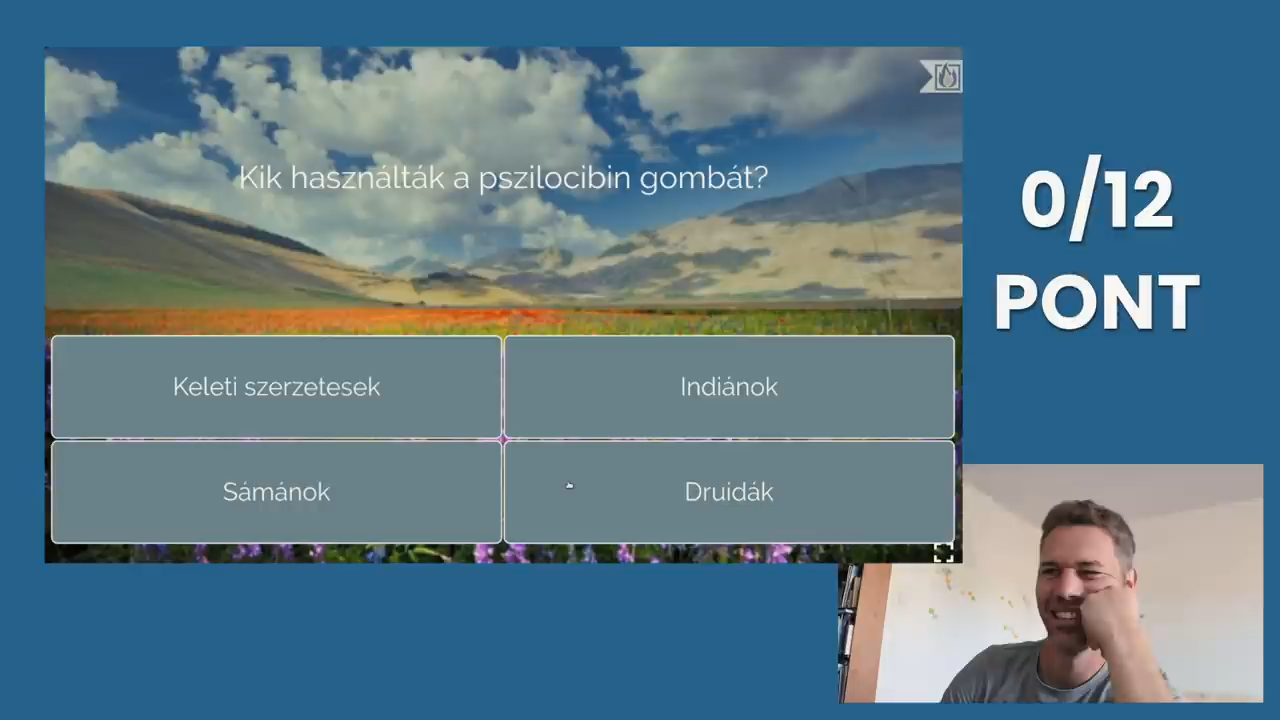 Kik használták a pszilocibin gombát?
0/12
PONT
Keleti szerzetesek
Indiánok
Sámánok
Druidák